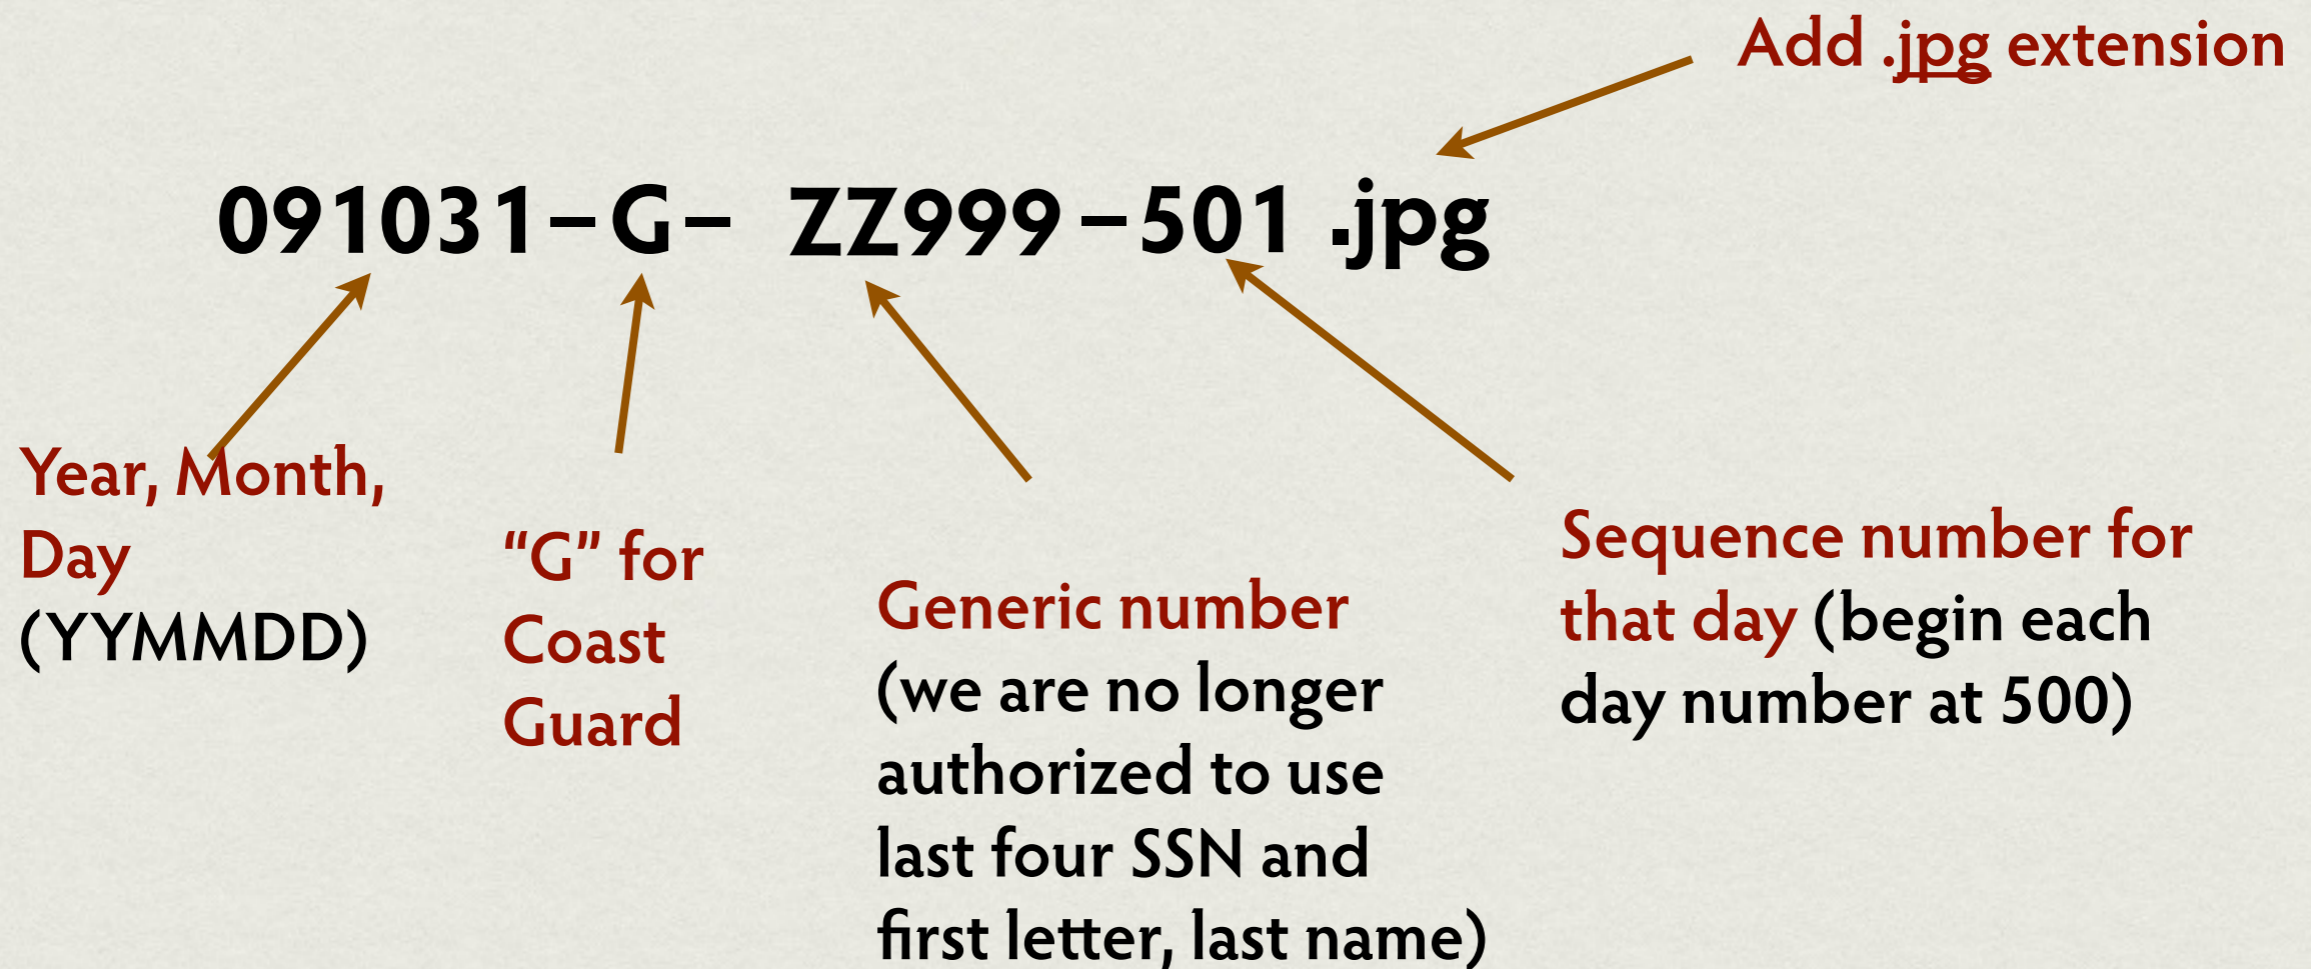 Add .jpg extension
091031-G- ZZ999-501 .jpg
Year, Month,
Day
(YYMMDD)
“G” for
Coast
Guard
Generic number
(we are no longer
authorized to use
last four SSN and
first letter, last name)
Sequence number for
that day (begin each
day number at 500)